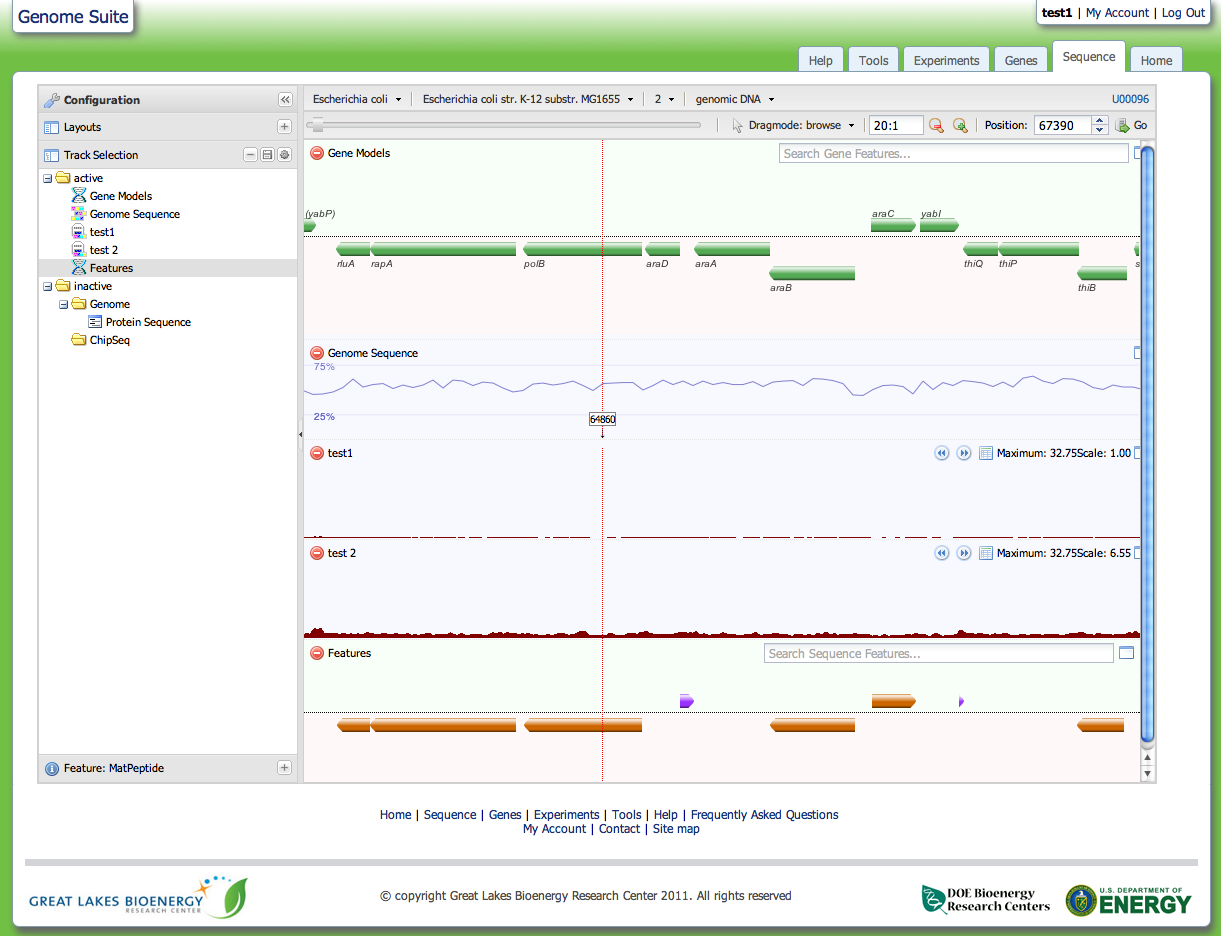 Genome Suite
test1 | My Account | Log Out
Help Tools Experiments Genes Sequence Home
Configuration
Escherichia coli Escherichia coli str. K-12 substr. MG1655 2 genomic DNA U00096
Layouts
Dragmode: browse 20:1 Position: 67390 Go
Track Selection
Gene Models Search Gene Features...
active
Gene Models
Genome Sequence
test1
test 2
Features
inactive
Genome
Protein Sequence
ChipSeq
(yabP) araC yabI
rluA rapA polB araD araA thiQ thiP s
araB thiB
Genome Sequence
75%
25%
64860
test1 Maximum: 32.75Scale: 1.00
test 2 Maximum: 32.75Scale: 6.55
Features Search Sequence Features...
Feature: MatPeptide
Home | Sequence | Genes | Experiments | Tools | Help | Frequently Asked Questions
My Account | Contact | Site map
GREAT LAKES BIOENERGY
RESEARCH CENTER
© copyright Great Lakes Bioenergy Research Center 2011. All rights reserved
DOE Bioenergy
Research Centers
U.S. DEPARTMENT OF
ENERGY